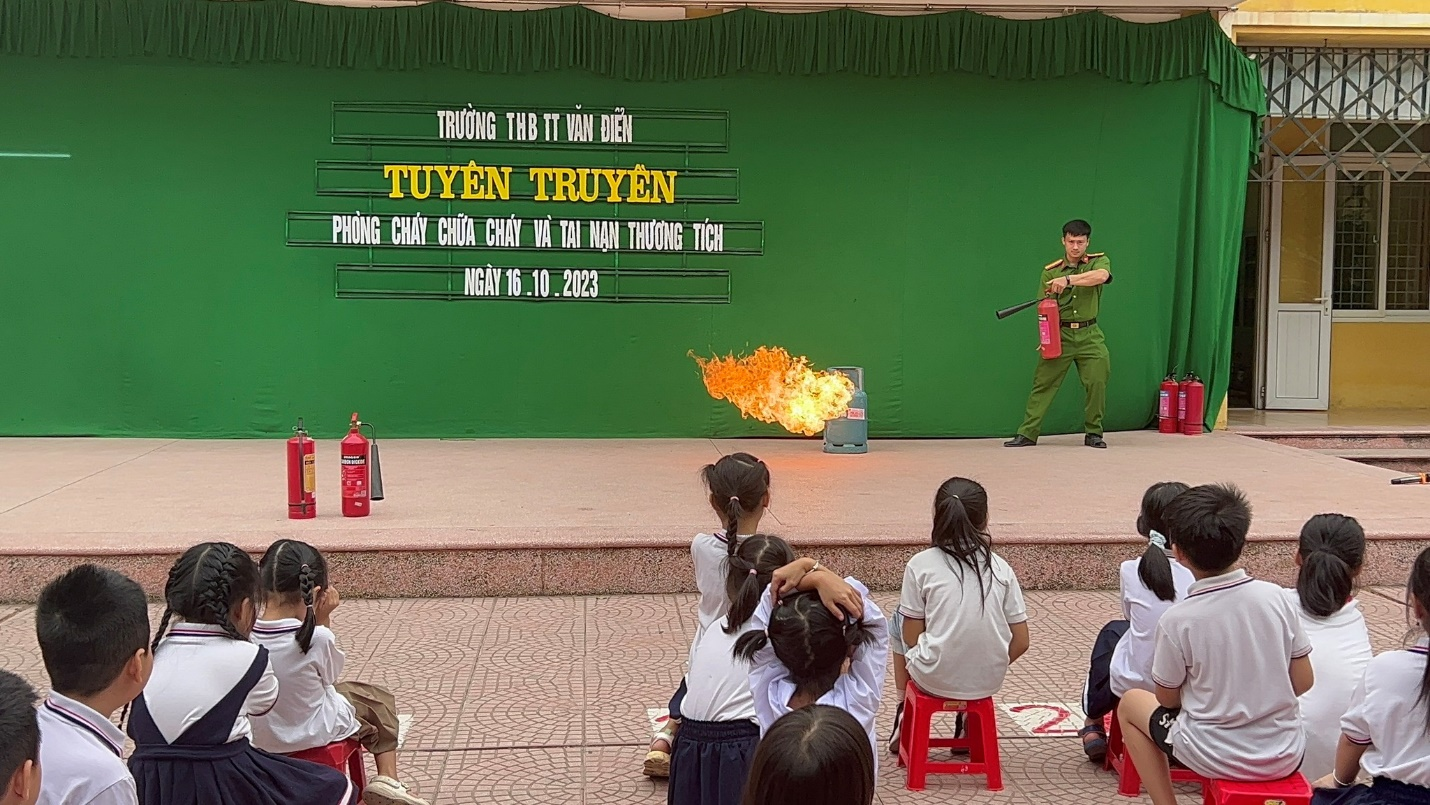 TRƯỜNG THB TT VĂN ĐIỂN
TUYÊN TRUYỀN
PHÒNG CHÁY CHỮA CHÁY VÀ TAI NẠN THƯƠNG TÍCH
NGÀY 16.10.2023
2